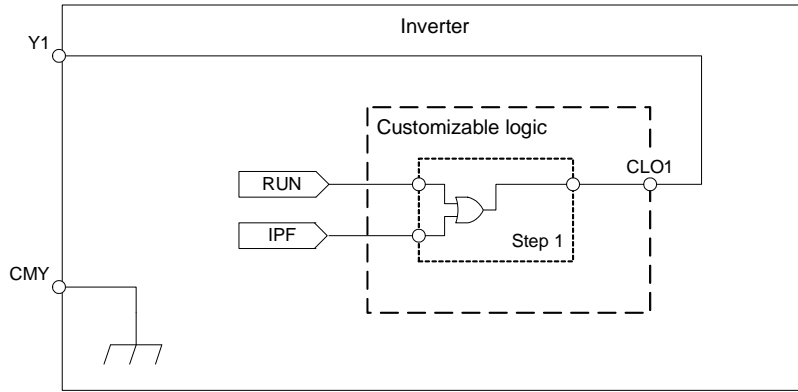 Inverter
Y1
Customizable logic
CLO1
RUN
IPF
Step 1
CMY